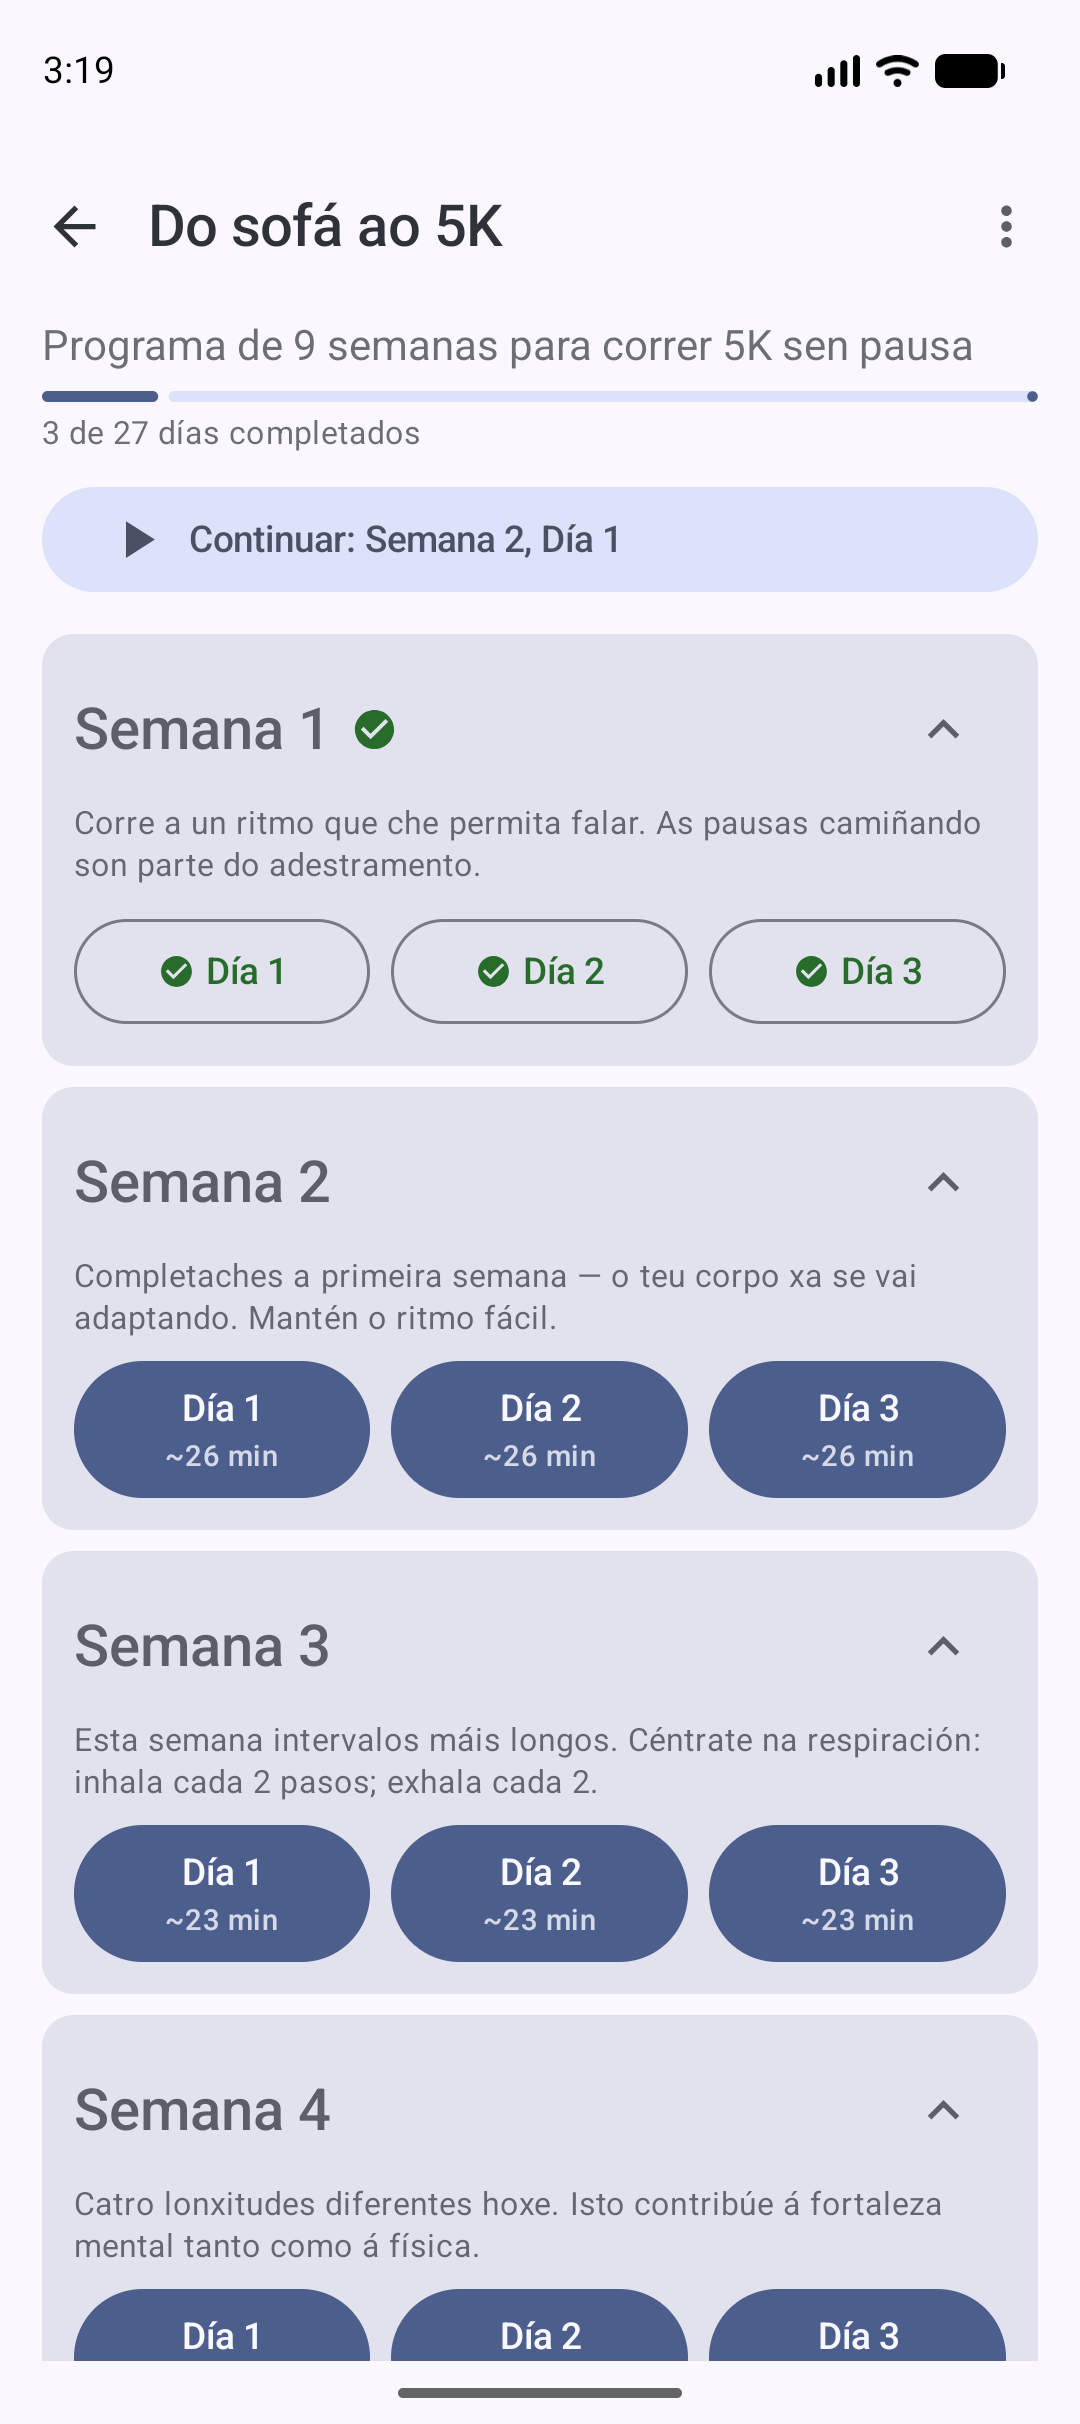 3:19
Do sofá ao 5K
Programa de 9 semanas para correr 5K sen pausa
3 de 27 días completados
Continuar: Semana 2, Día 1
Semana 1
Corre a un ritmo que che permita falar. As pausas camiñando
son parte do adestramento.
Día 1 Día 2 Día 3
Semana 2
Completaches a primeira semana — o teu corpo xa se vai
adaptando. Mantén o ritmo fácil.
Día 1 Día 2 Día 3
~26 min ~26 min ~26 min
Semana 3
Esta semana intervalos máis longos. Céntrate na respiración:
inhala cada 2 pasos; exhala cada 2.
Día 1 Día 2 Día 3
~23 min ~23 min ~23 min
Semana 4
Catro lonxitudes diferentes hoxe. Isto contribúe á fortaleza
mental tanto como á física.
Día 1 Día 2 Día 3